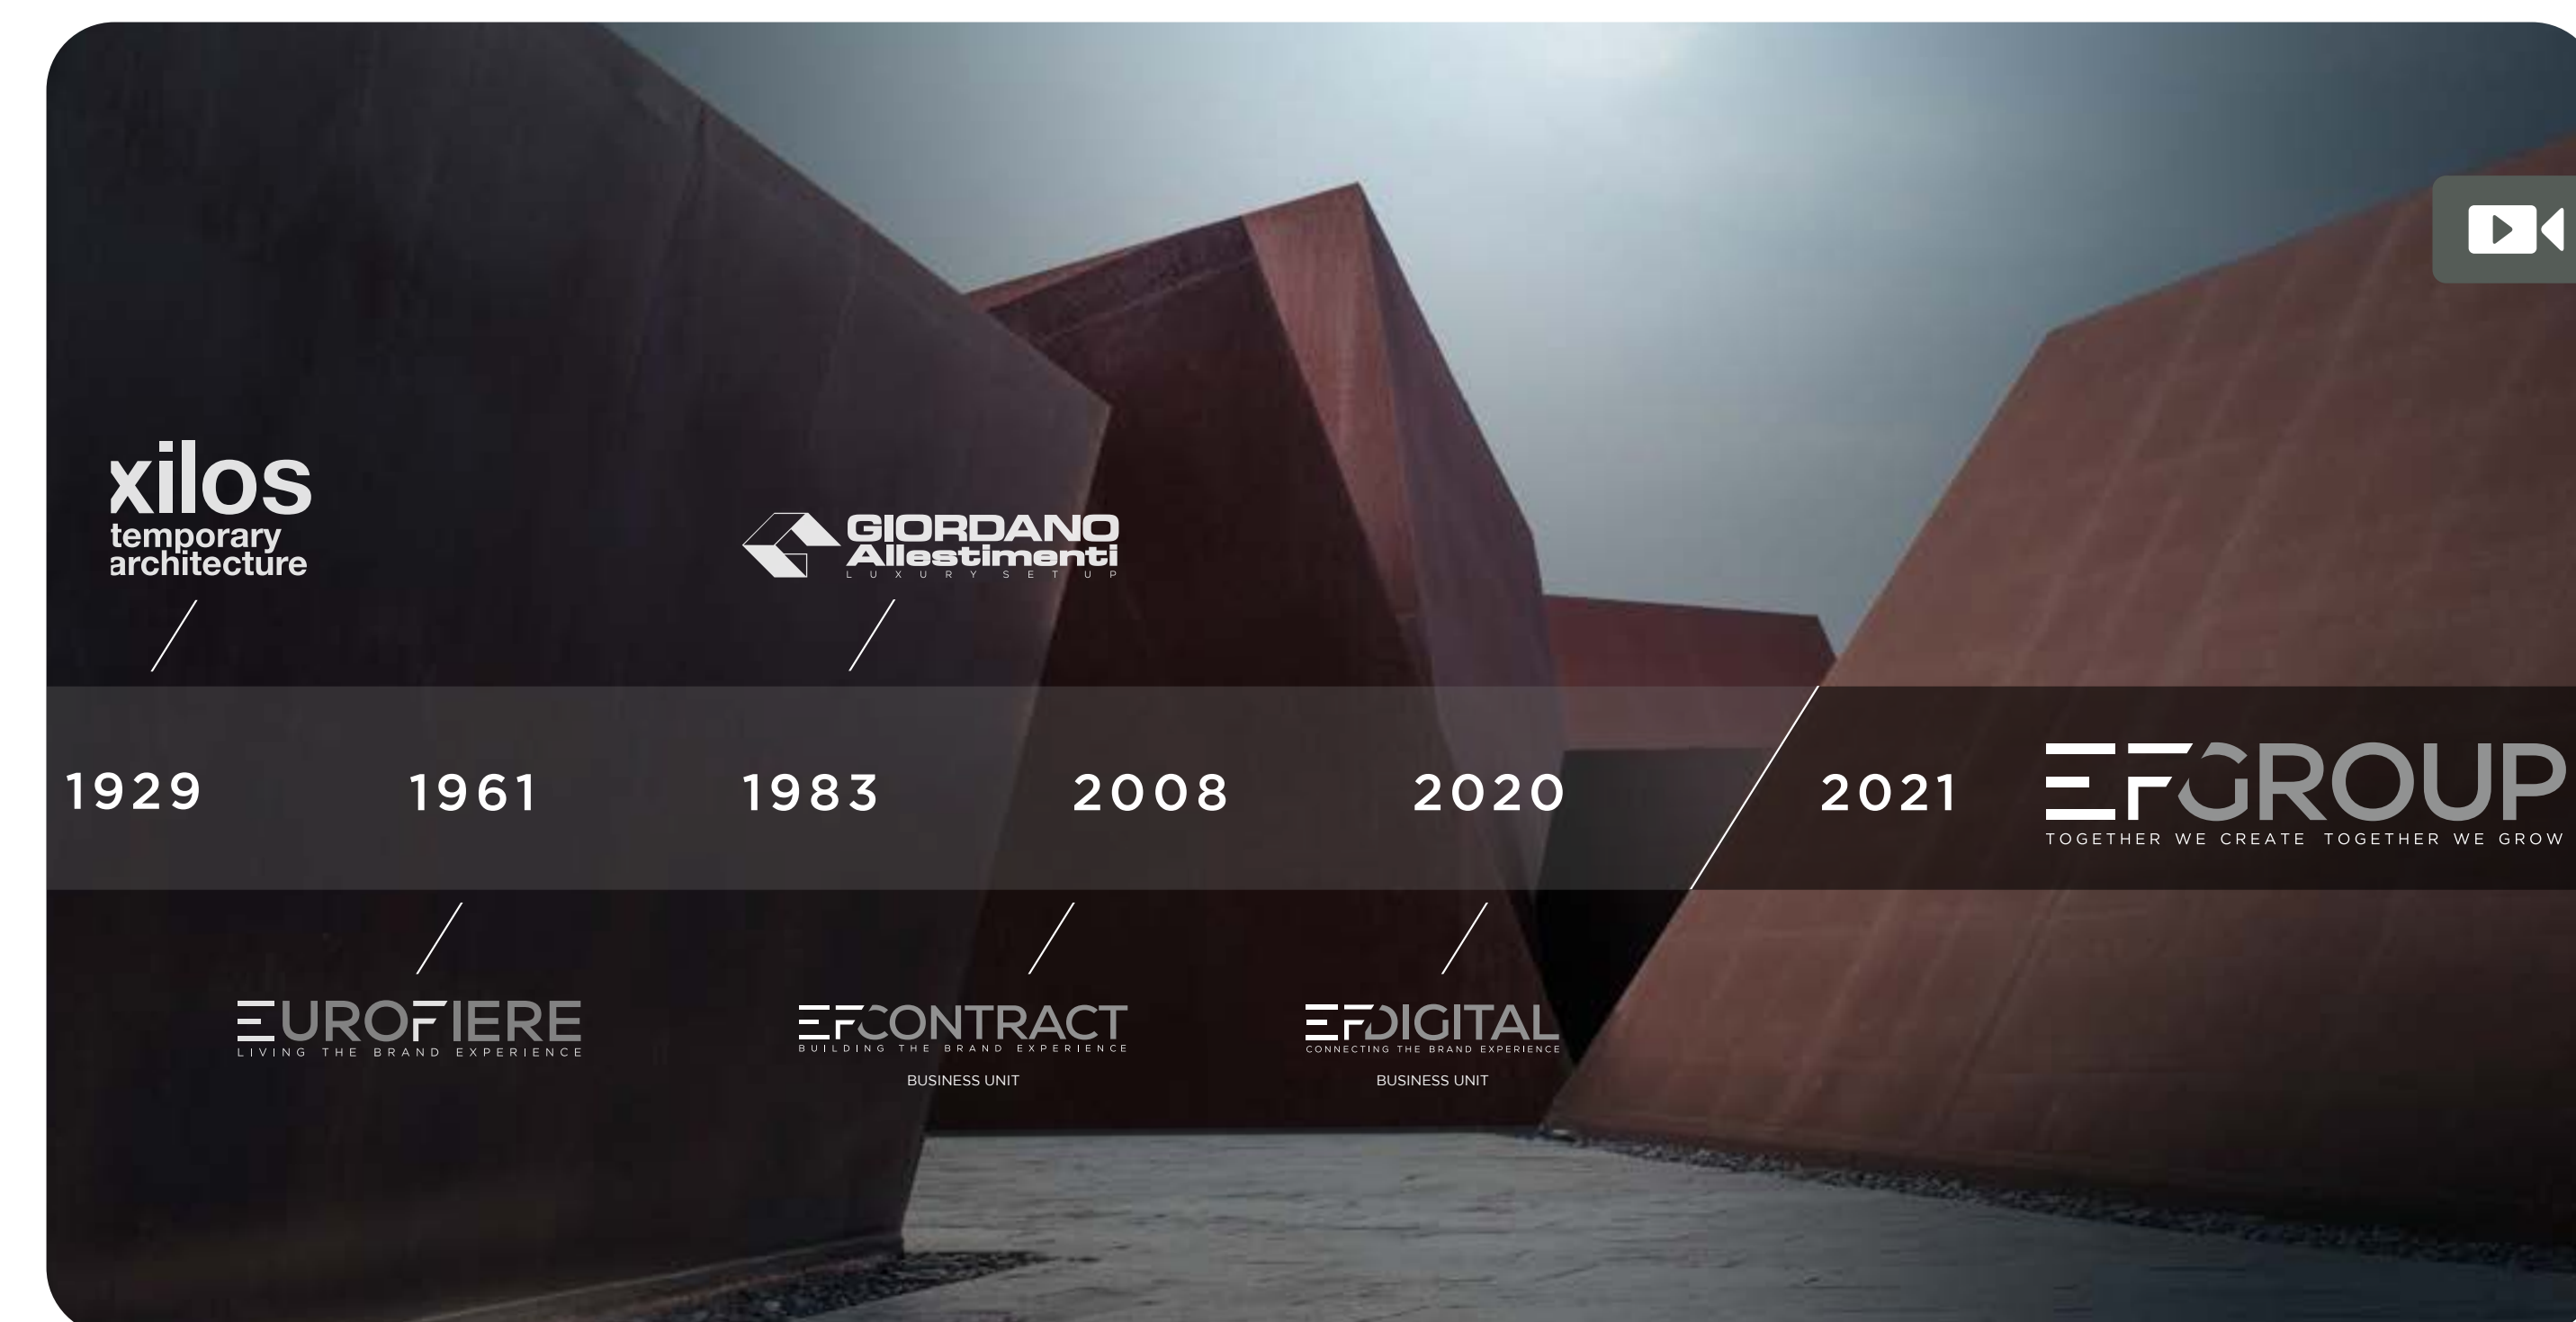 xilos
temporary
architecture
GIORDANO
Allestimenti
LUXURY SET UP
1929
1961
1983
2008
2020
2021
EFGROUP
TOGETHER WE CREATE TOGETHER WE GROW
EUROFIERE
LIVING THE BRAND EXPERIENCE
EFCONTRACT
BUILDING THE BRAND EXPERIENCE
BUSINESS UNIT
EFDIGITAL
CONNECTING THE BRAND EXPERIENCE
BUSINESS UNIT